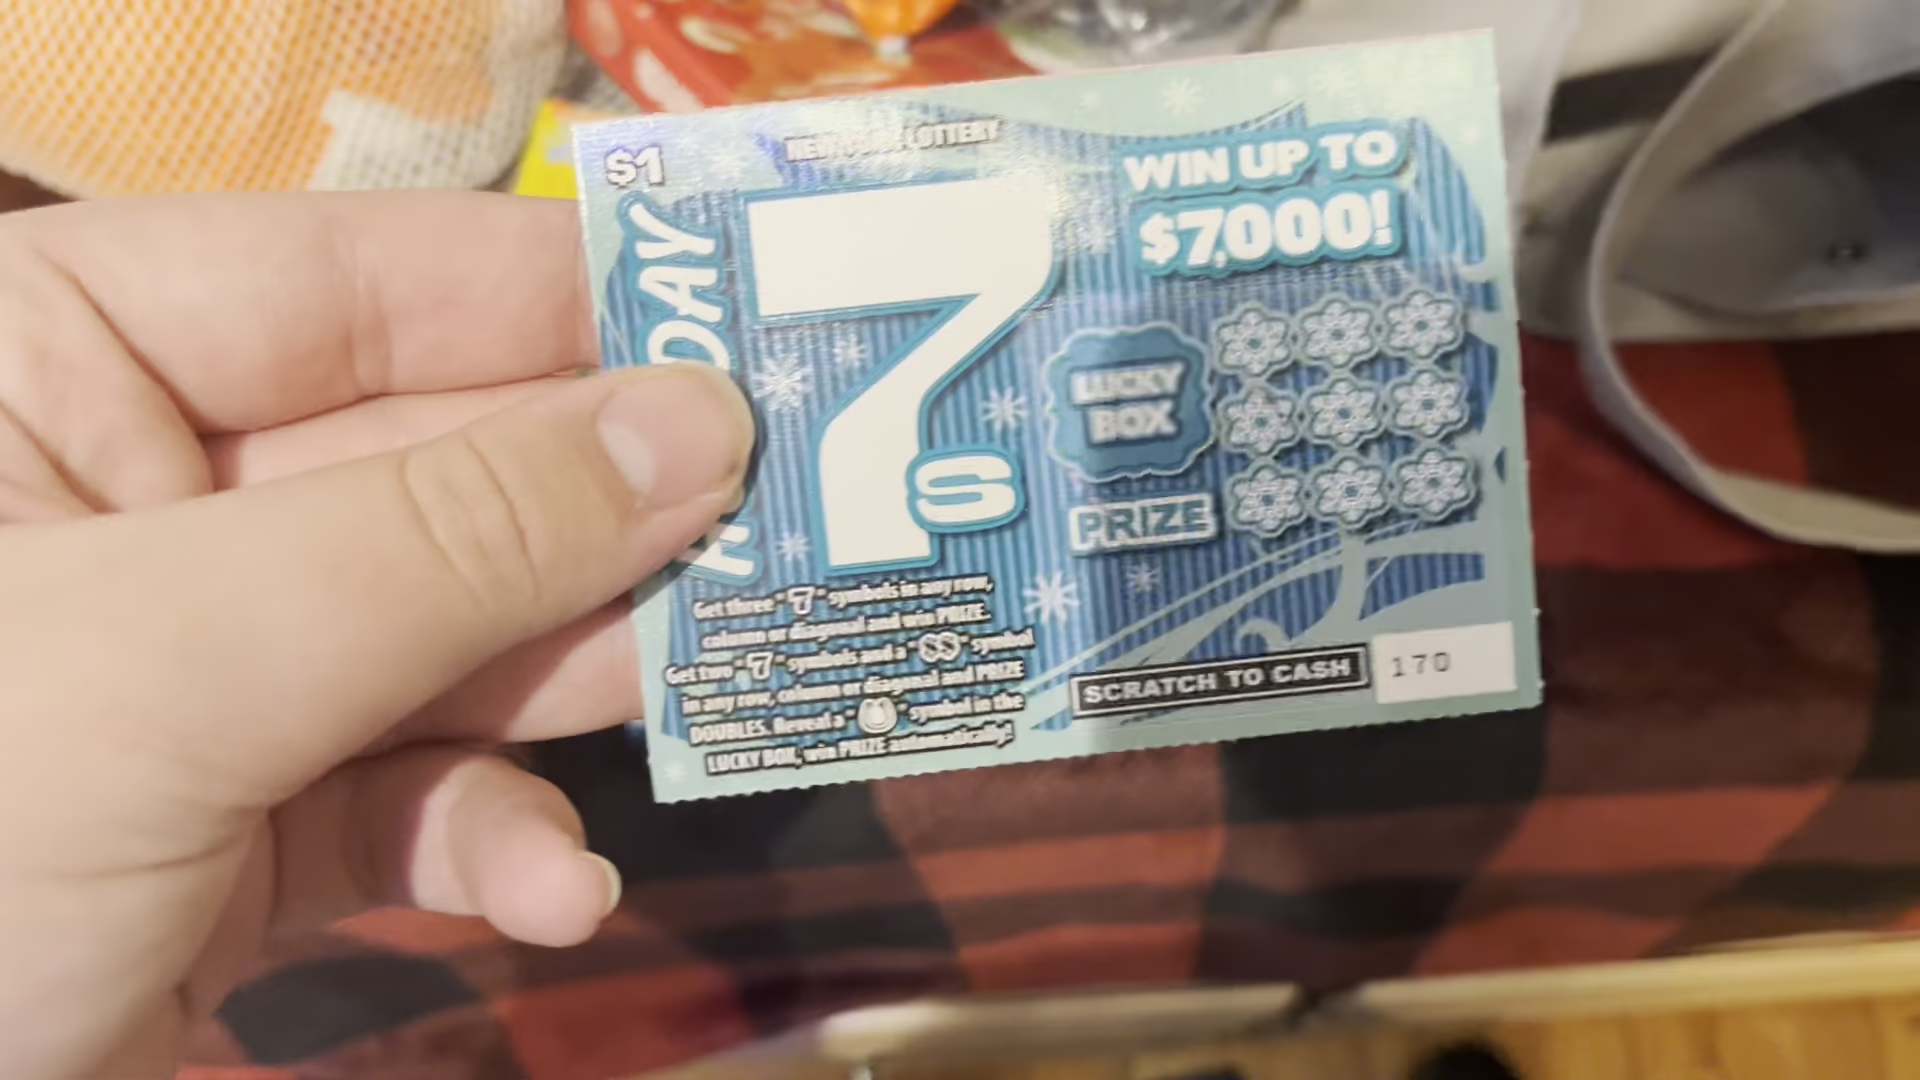 $1
NEW YORK LOTTERY
DAY
7s
WIN UP TO
$7,000!
LUCKY
BOX
PRIZE
Get three "7" symbols in any row,
column or diagonal and win PRIZE.
Get two "7" symbols and a "$$" symbol
in any row, column or diagonal and PRIZE
DOUBLES. Reveal a " " symbol in the
LUCKY BOX, win PRIZE automatically!
SCRATCH TO CASH
170